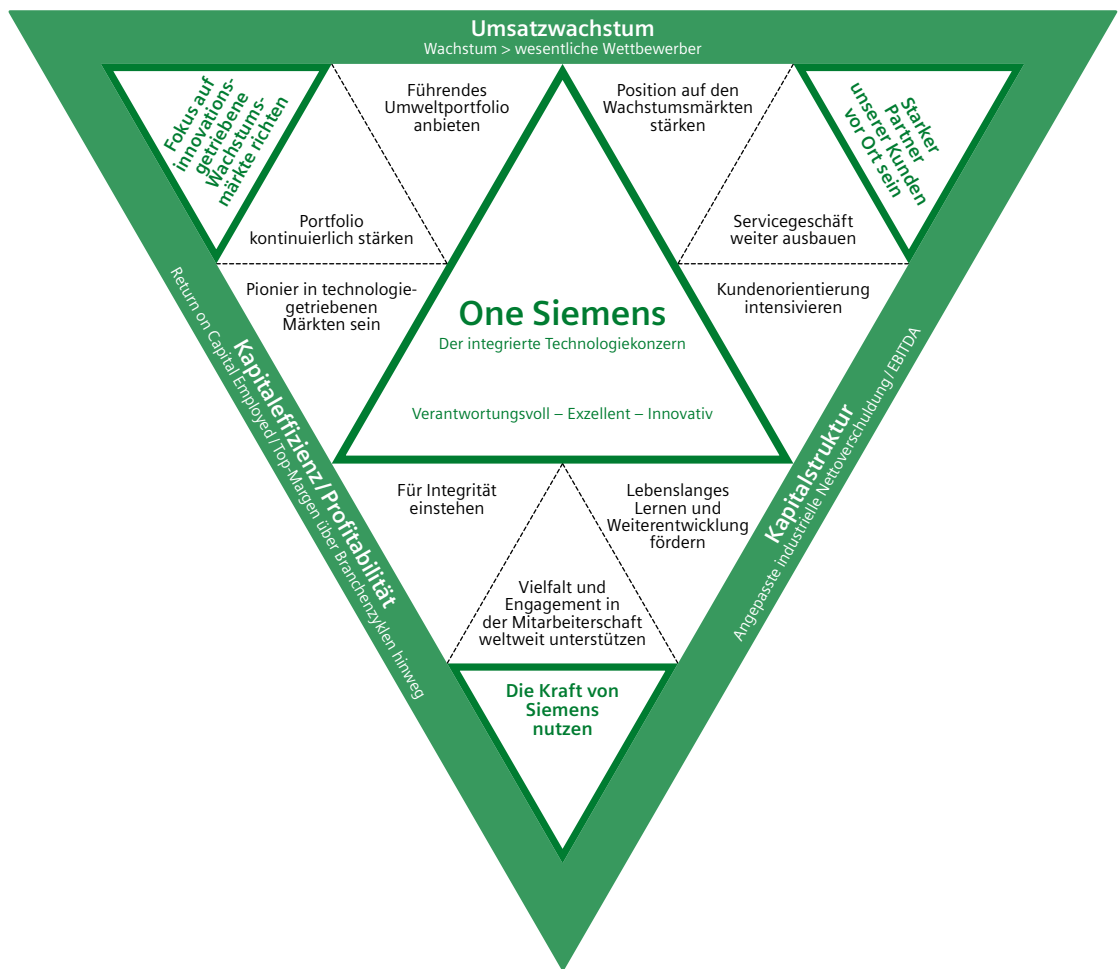 Umsatzwachstum
Wachstum > wesentliche Wettbewerber
Fokus auf
innovations-
getriebene
Wachstums-
märkte richten
Führendes
Umweltportfolio
anbieten
Position auf den
Wachstumsmärkten
stärken
Starker
Partner
unserer Kunden
vor Ort sein
Portfolio
kontinuierlich stärken
Servicegeschäft
weiter ausbauen
Pionier in technologie-
getriebenen
Märkten sein
Kundenorientierung
intensivieren
One Siemens
Der integrierte Technologiekonzern
Verantwortungsvoll – Exzellent – Innovativ
Kapitaleffizienz / Profitabilität
Return on Capital Employed / Top-Margen über Branchenzyklen hinweg
Kapitalstruktur
Angepasste industrielle Nettoverschuldung / EBITDA
Für Integrität
einstehen
Lebenslanges
Lernen und
Weiterentwicklung
fördern
Vielfalt und
Engagement in
der Mitarbeiterschaft
weltweit unterstützen
Die Kraft von
Siemens
nutzen